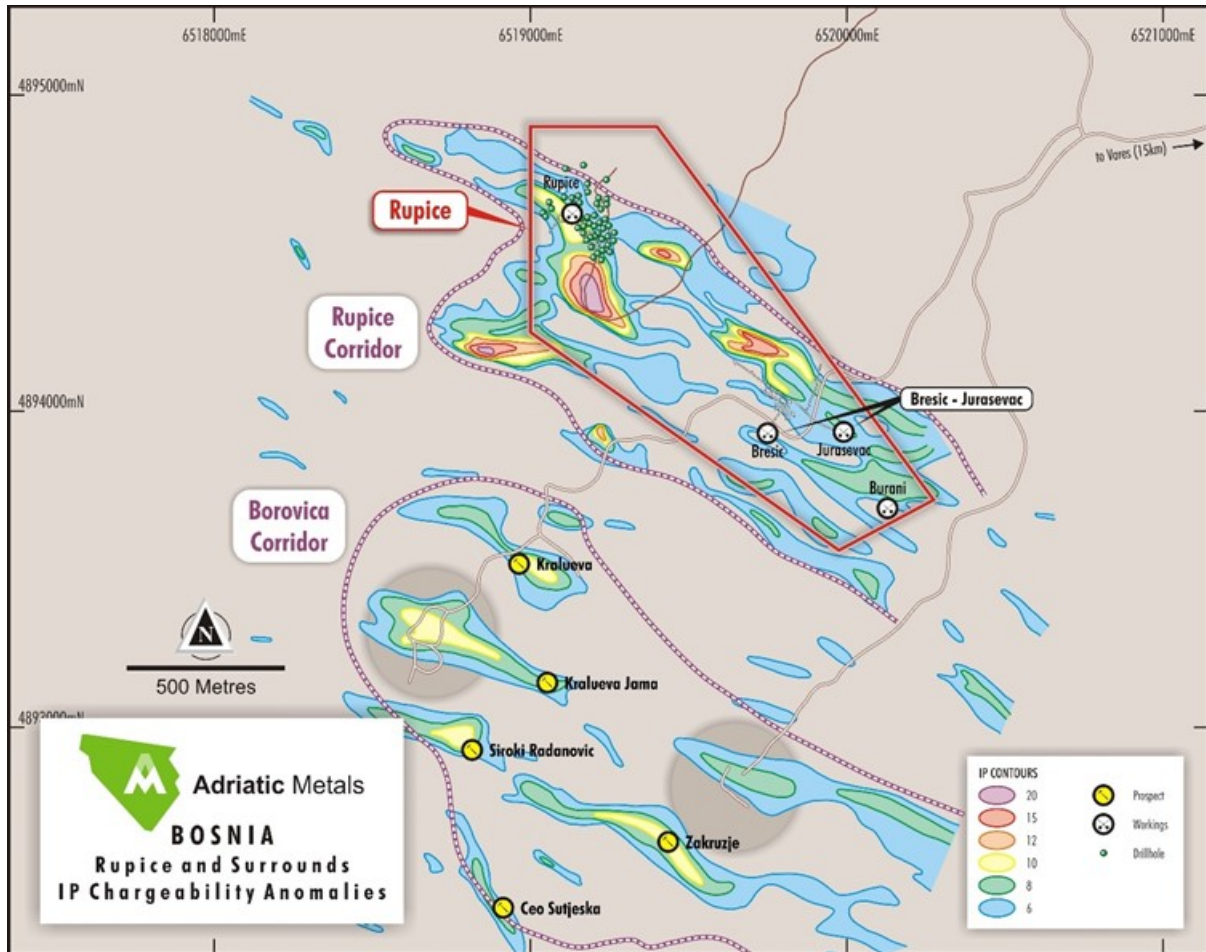 6518000mE
6519000mE
6520000mE
6521000mE
4895000mN
to Vares (15km)
Rupice
Rupice
Rupice
Corridor
4894000mN
Bresic - Jurasevac
Bresic
Jurasevac
Burani
Borovica
Corridor
Kralueva
N
500 Metres
Kralueva Jama
4893000mN
Siroki Radanovic
Adriatic Metals
BOSNIA
Rupice and Surrounds
IP Chargeability Anomalies
Zakruzje
Ceo Sutjeska
IP CONTOURS
20
15
12
10
8
6
Prospect
Workings
Drillhole